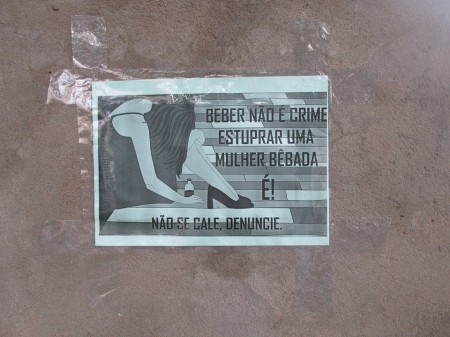 BEBER NÃO É CRIME
ESTUPRAR UMA
MULHER BÊBADA
É!
NÃO SE CALE, DENUNCIE.